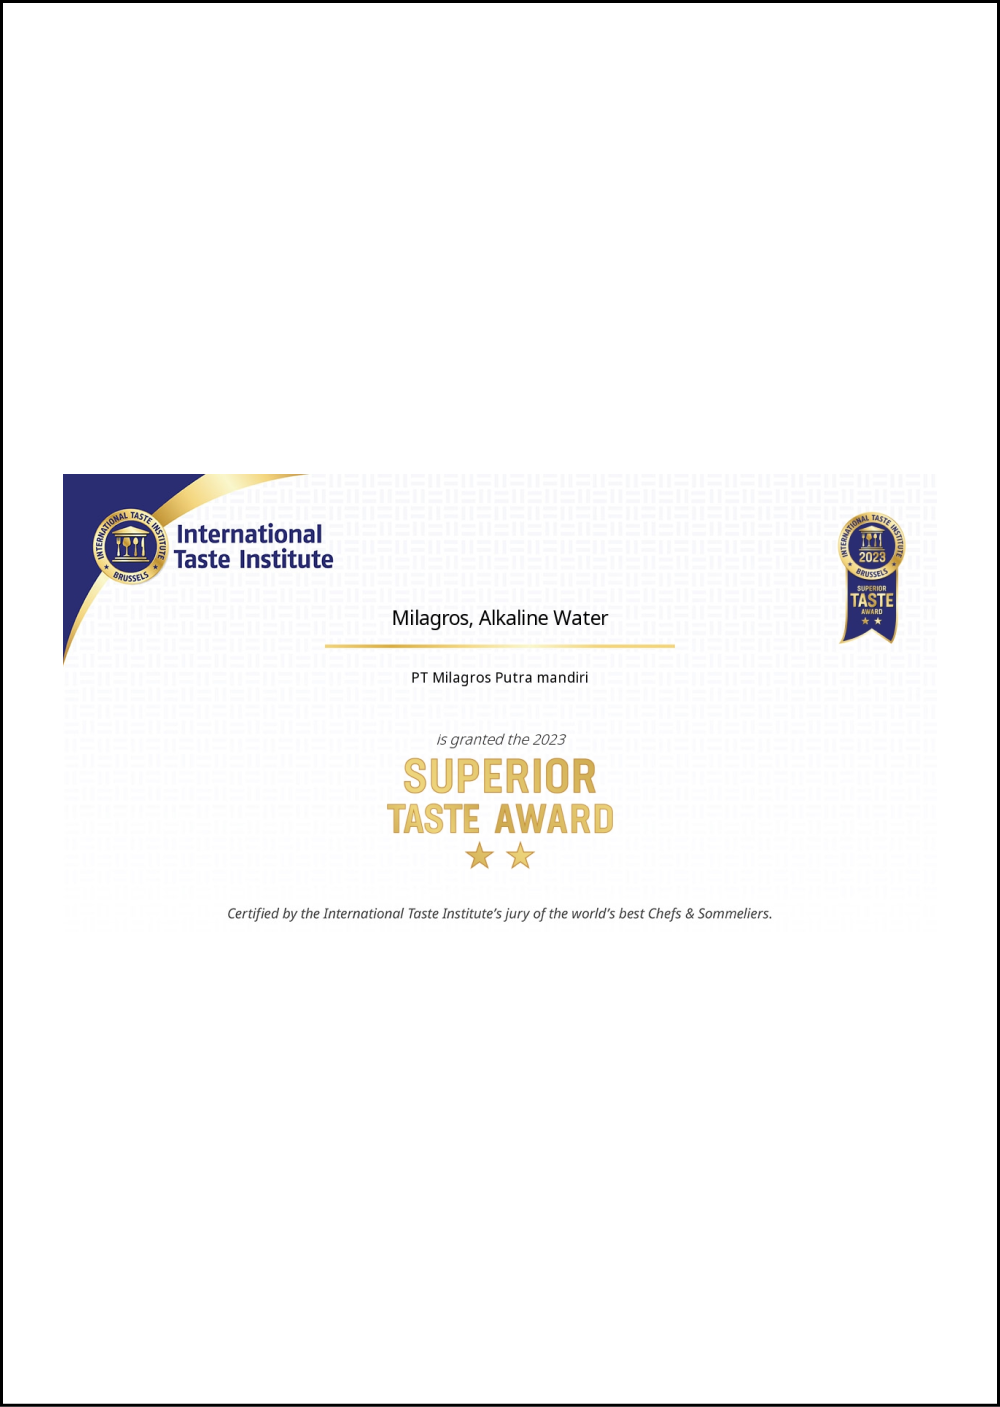 INTERNATIONAL TASTE INSTITUTE
BRUSSELS
International
Taste Institute
INTERNATIONAL TASTE INSTITUTE
2023
BRUSSELS
SUPERIOR
TASTE
AWARD
Milagros, Alkaline Water
PT Milagros Putra mandiri
is granted the 2023
SUPERIOR
TASTE AWARD
Certified by the International Taste Institute’s jury of the world’s best Chefs & Sommeliers.